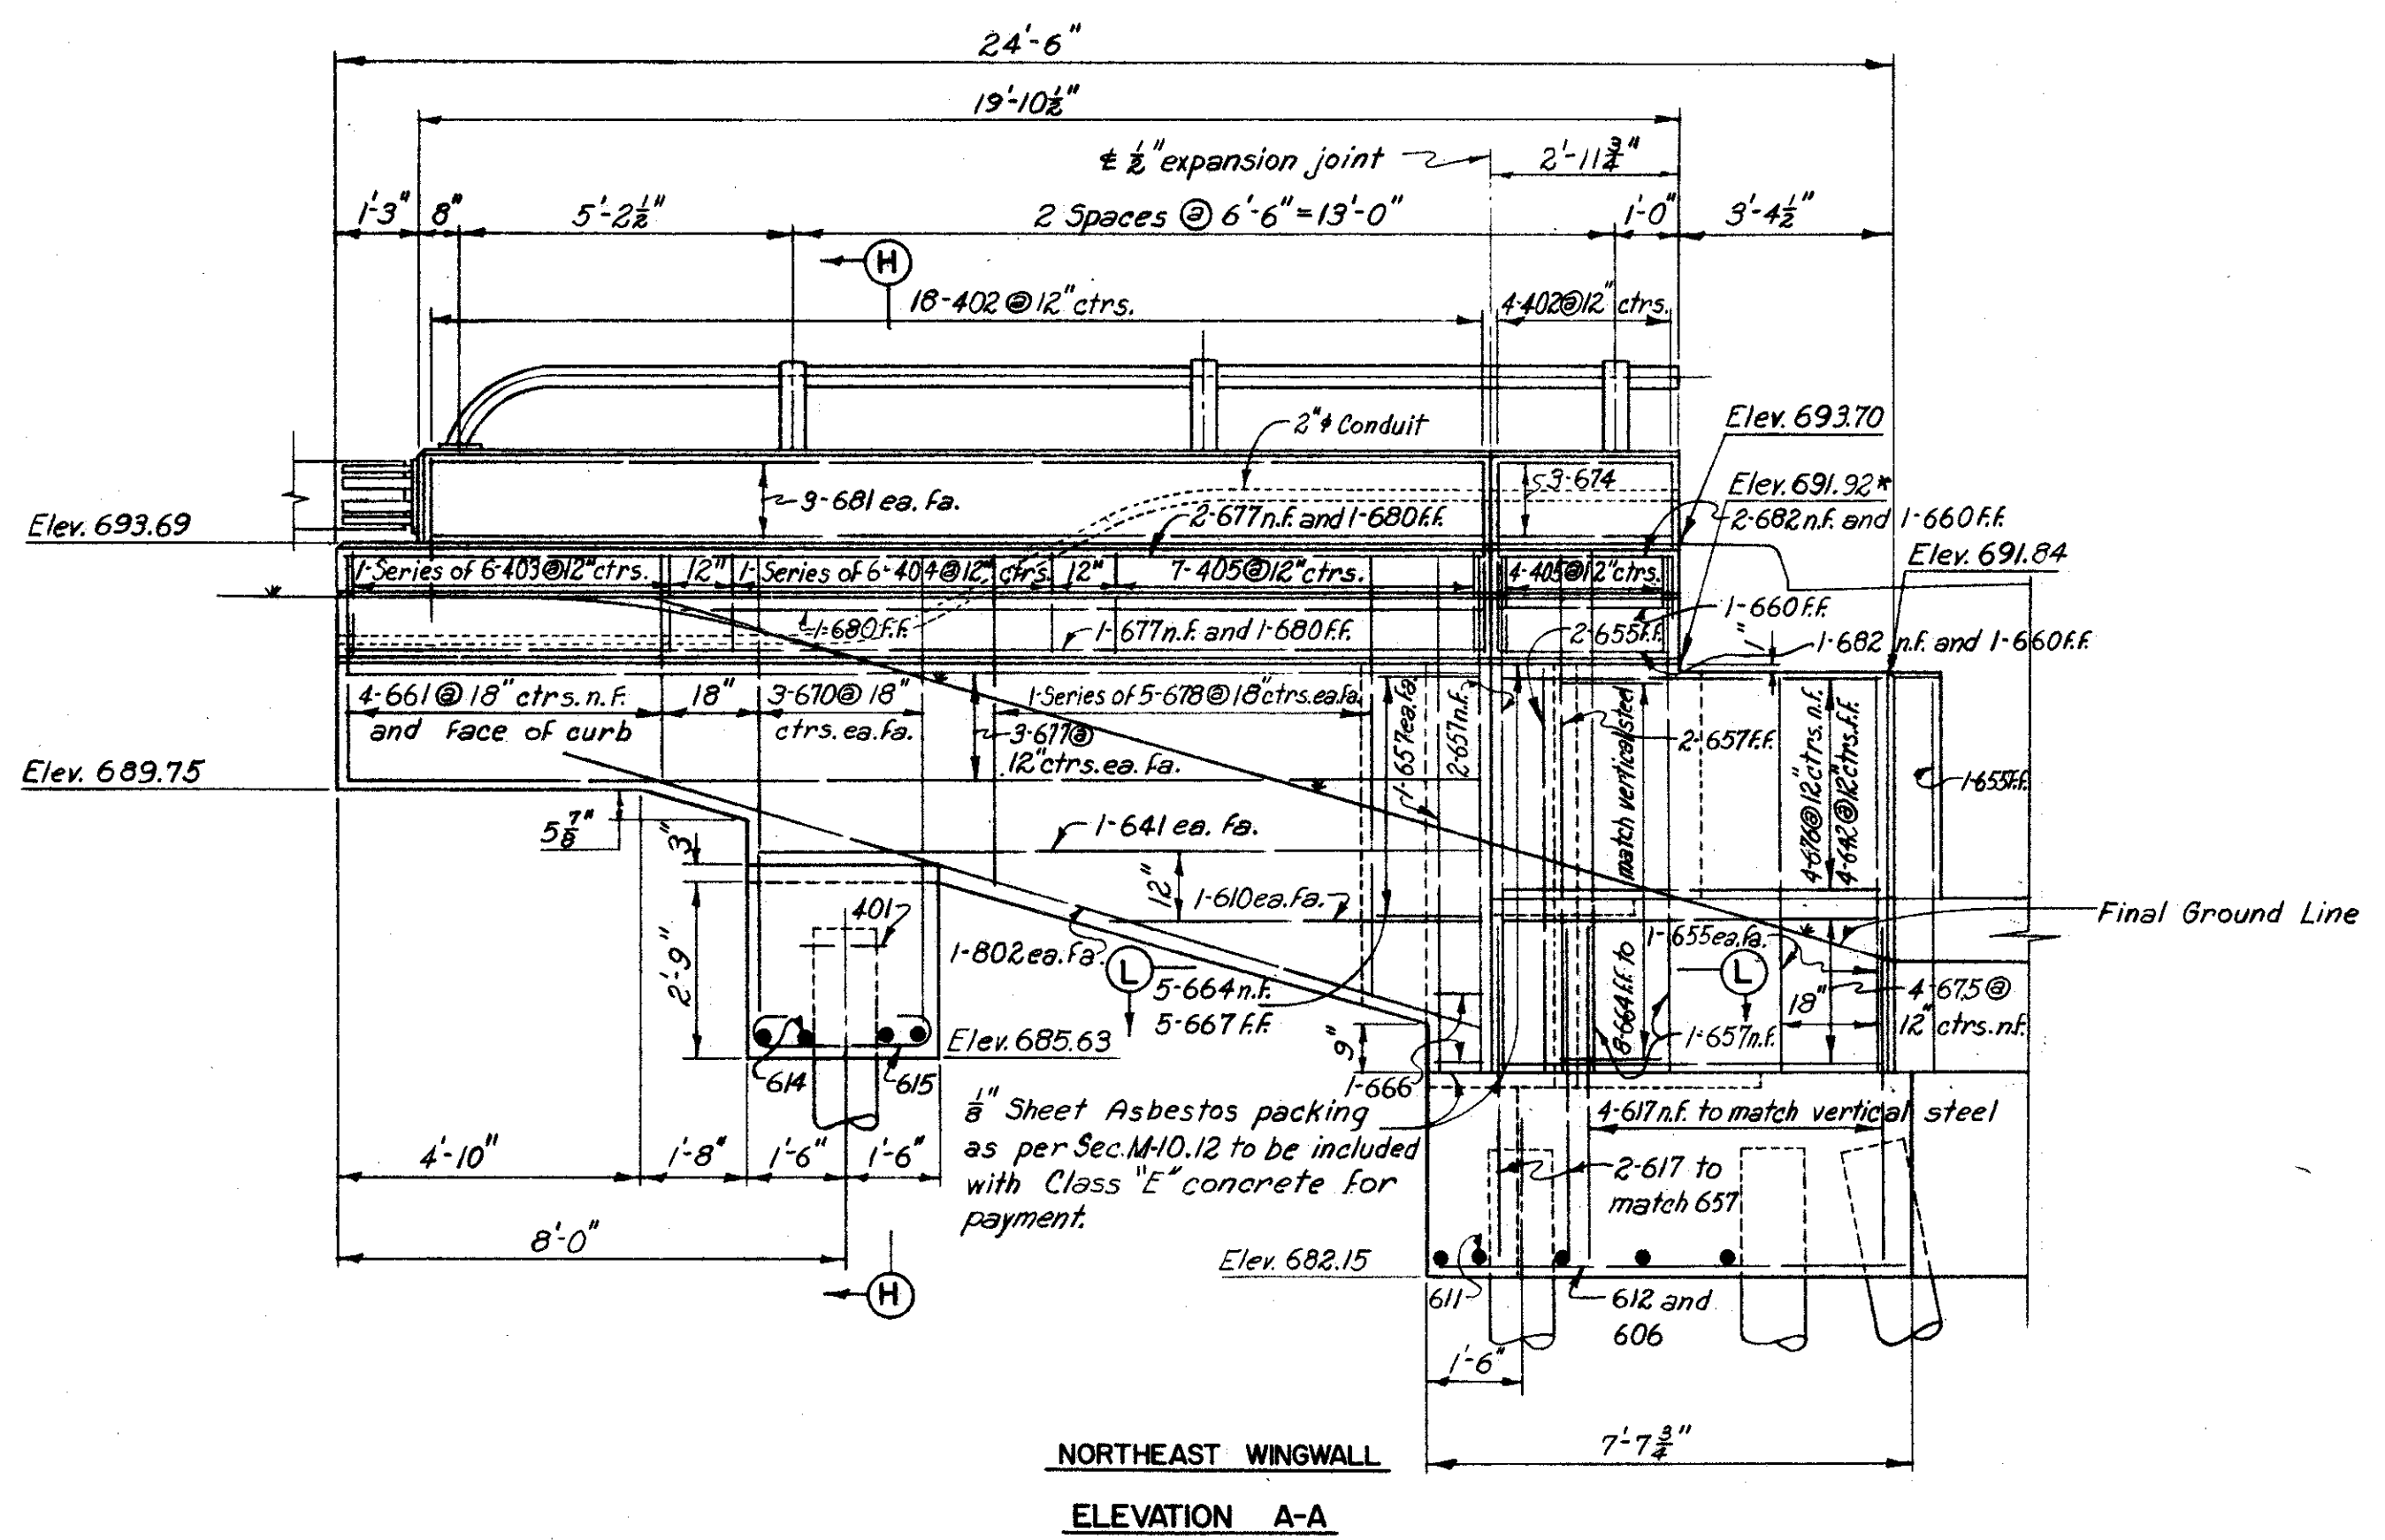 24'-6"
19'-10½"
℄ ½" expansion joint
2'-11¾"
1'-3"
8"
5'-2½"
2 Spaces @ 6'-6"=13'-0"
1'-0"
3'-4½"
H
18-402 @ 12" ctrs.
4-402@12" ctrs.
2"φ Conduit
Elev. 693.70
3-674
Elev. 691.92*
9-681 ea. fa.
2-677 n.f. and 1-680 f.f.
2-682 n.f. and 1-660 f.f.
Elev. 693.69
Elev. 691.84
1-Series of 6-403@12"ctrs.
12"
1-Series of 6-404@12" ctrs.
12"
7-405@12"ctrs.
4-405@12"ctrs.
1-660 f.f.
1-680 f.f.
1-677 n.f. and 1-680 f.f.
2-655 f.f.
1-682 n.f. and 1-660 f.f.
4-661 @ 18" ctrs. n.f.
and face of curb
18"
3-670@ 18"
ctrs. ea. fa.
1-Series of 5-678@18"ctrs.ea.fa.
3-677@
12"ctrs. ea. fa.
1-657 ea. fa.
2-657 n.f.
match vertical steel
8-664 f.f. to
2-657 f.f.
4-676@12"ctrs. n.f.
4-642@12"ctrs. f.f.
1-655 f.f.
Elev. 689.75
5⅞"
3"
1-641 ea. fa.
12"
1-610 ea. fa.
401
Final Ground Line
1-802 ea. fa.
L
1-655 ea. fa.
L
2'-9"
5-664 n.f.
5-667 f.f.
18"
4-675 @
12" ctrs. n.f.
9"
1-657 n.f.
Elev. 685.63
614
615
1-666
⅛" Sheet Asbestos packing
as per Sec. M-10.12 to be included
with Class "E" concrete for
payment.
4-617 n.f. to match vertical steel
4'-10"
1'-8"
1'-6"
1'-6"
2-617 to
match 657
8'-0"
H
Elev. 682.15
611
612 and
606
1'-6"
7'-7¾"
NORTHEAST WINGWALL
ELEVATION A-A